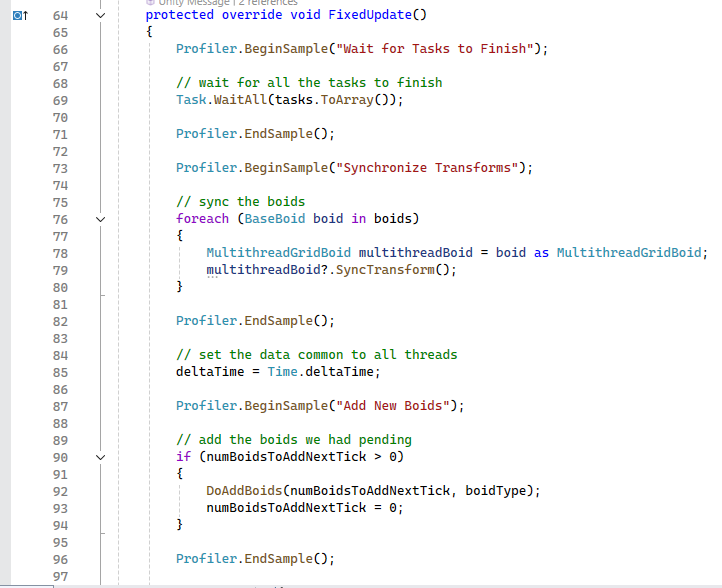 Unity Message | 2 references
64 protected override void FixedUpdate()
65 {
66 Profiler.BeginSample("Wait for Tasks to Finish");
67
68 // wait for all the tasks to finish
69 Task.WaitAll(tasks.ToArray());
70
71 Profiler.EndSample();
72
73 Profiler.BeginSample("Synchronize Transforms");
74
75 // sync the boids
76 foreach (BaseBoid boid in boids)
77 {
78 MultithreadGridBoid multithreadBoid = boid as MultithreadGridBoid;
79 multithreadBoid?.SyncTransform();
80 }
81
82 Profiler.EndSample();
83
84 // set the data common to all threads
85 deltaTime = Time.deltaTime;
86
87 Profiler.BeginSample("Add New Boids");
88
89 // add the boids we had pending
90 if (numBoidsToAddNextTick > 0)
91 {
92 DoAddBoids(numBoidsToAddNextTick, boidType);
93 numBoidsToAddNextTick = 0;
94 }
95
96 Profiler.EndSample();
97